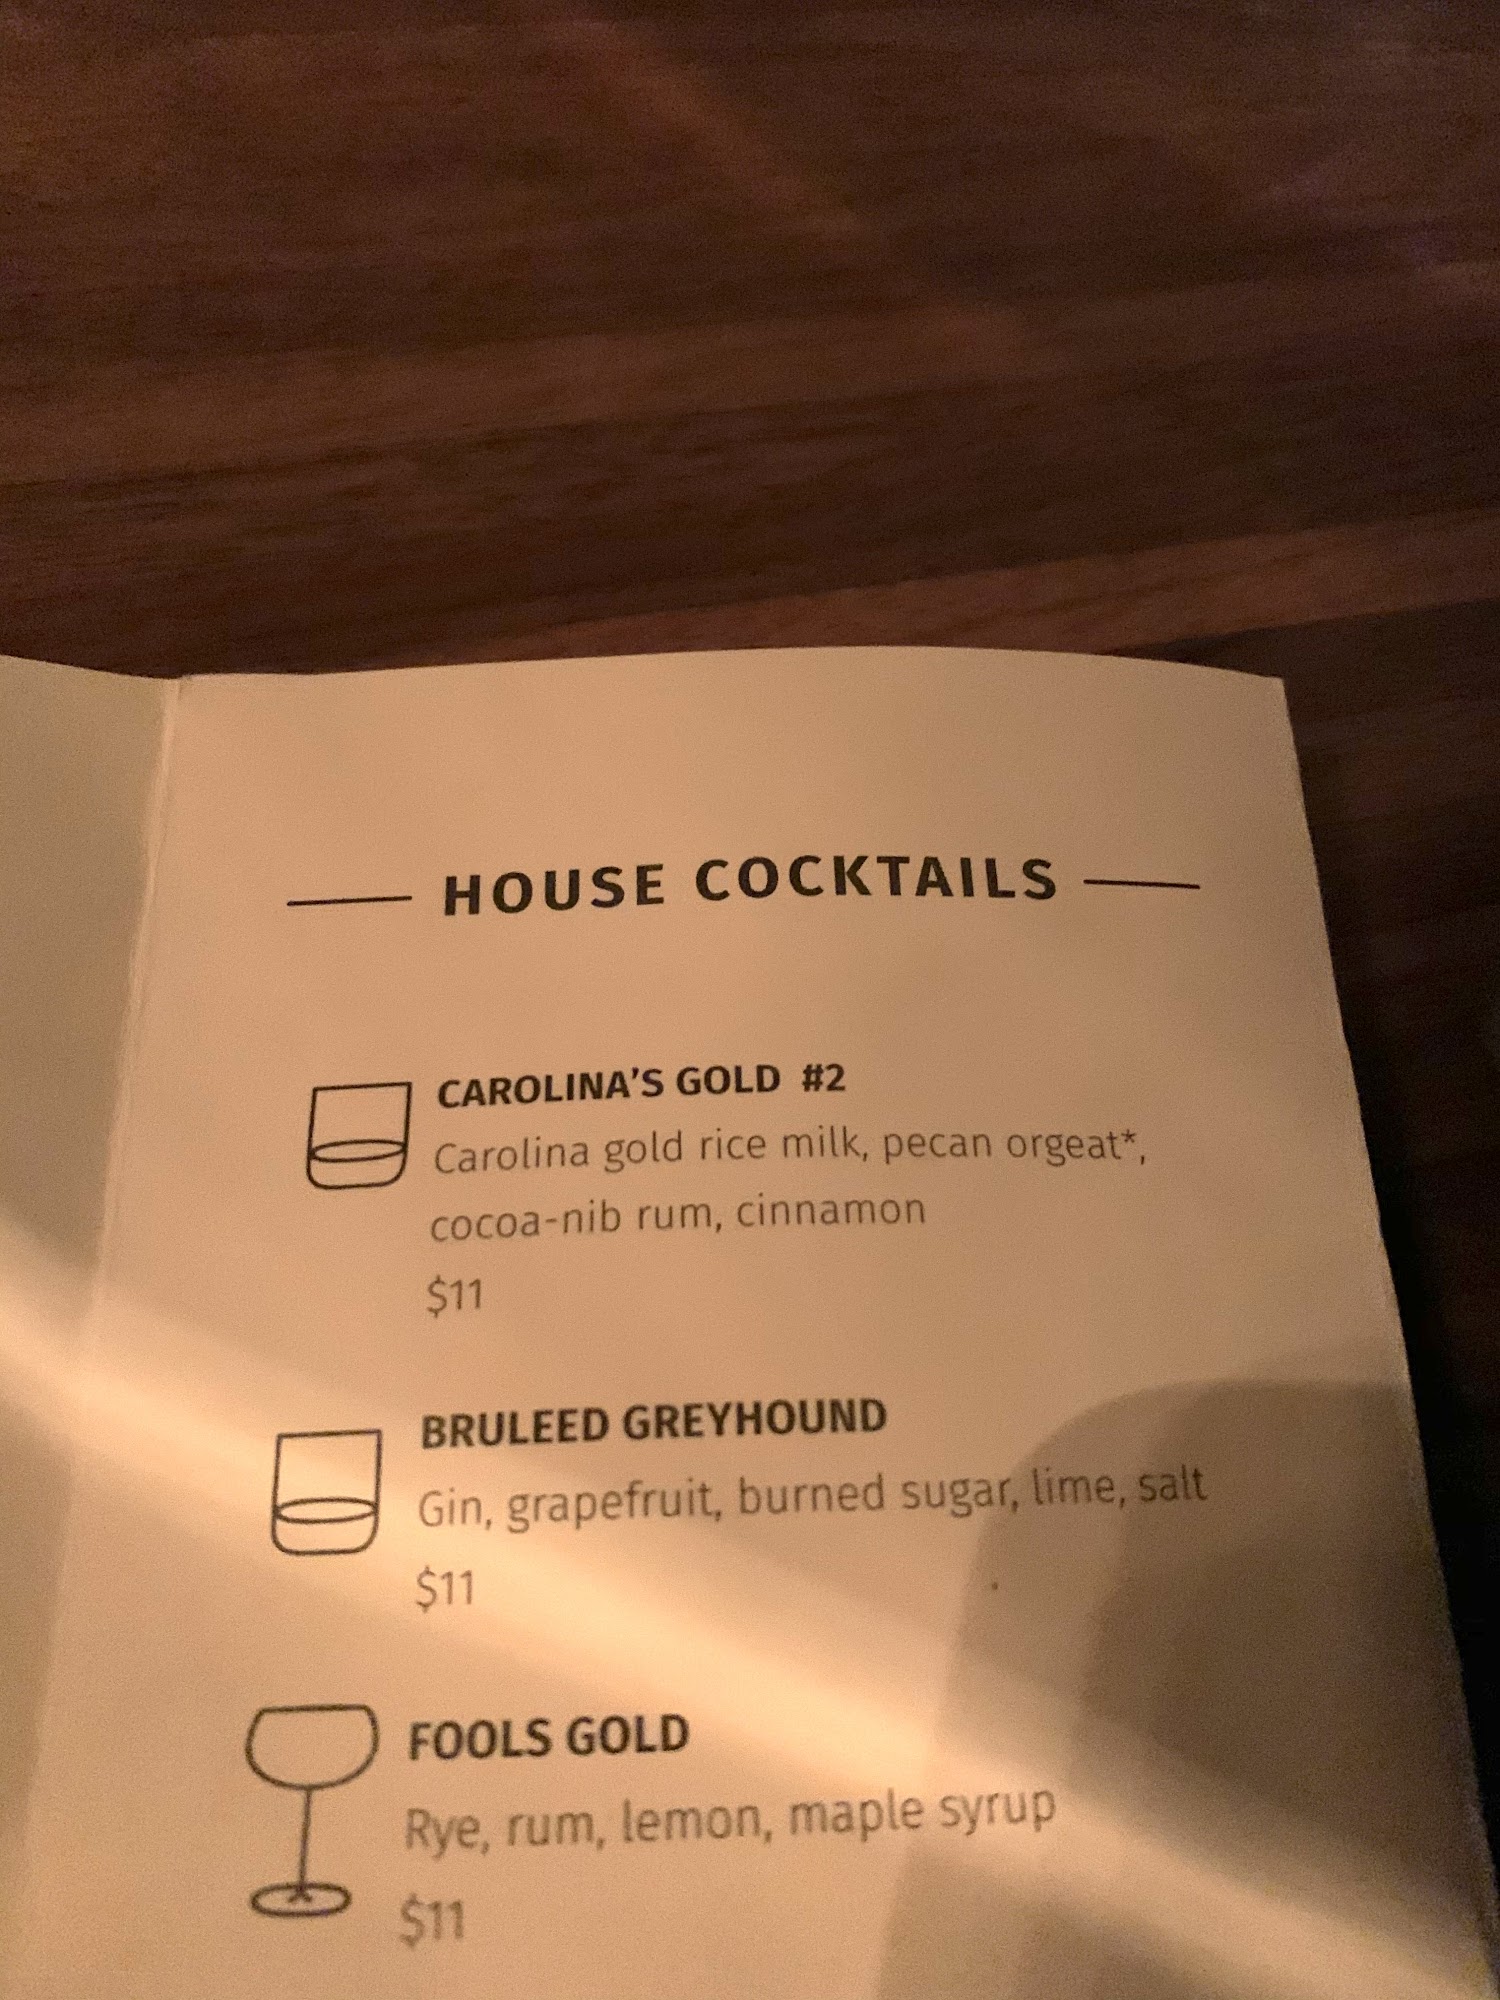 HOUSE COCKTAILS
CAROLINA'S GOLD #2
Carolina gold rice milk, pecan orgeat*,
cocoa-nib rum, cinnamon
$11
BRULEED GREYHOUND
Gin, grapefruit, burned sugar, lime, salt
$11
FOOLS GOLD
Rye, rum, lemon, maple syrup
$11